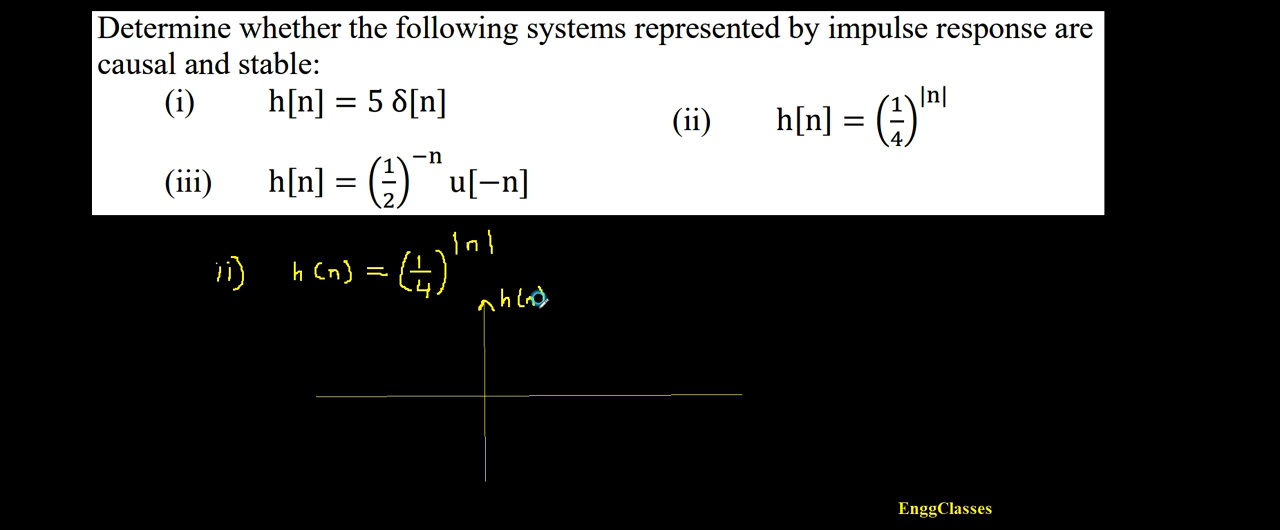 Determine whether the following systems represented by impulse response are
causal and stable:
(i) h[n] = 5 δ[n] (ii) h[n] = (1/4)^|n|
(iii) h[n] = (1/2)^−n u[−n]
ii) h(n) = (1/4)^|n|
h(n)
EnggClasses